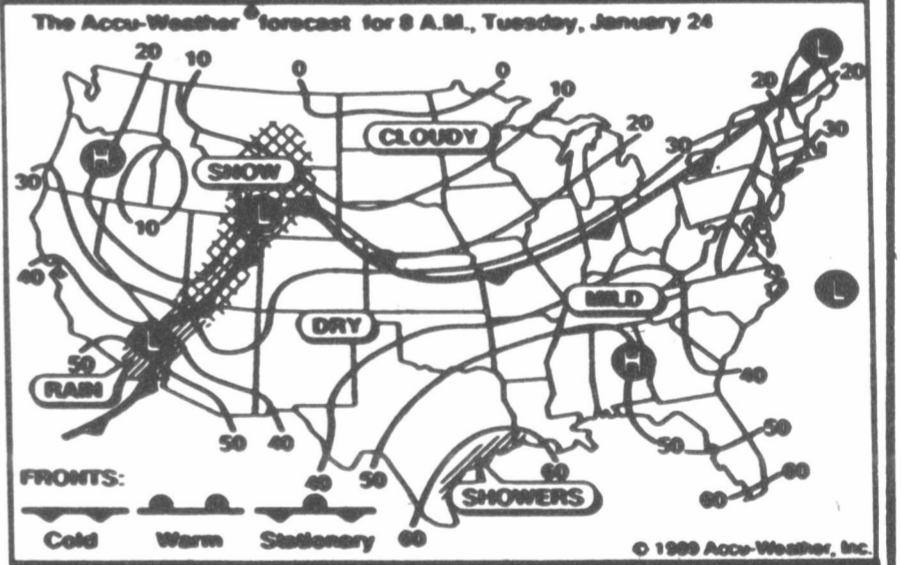 The Accu-Weather® forecast for 8 A.M., Tuesday, January 24
20 10 0 0 10 20 30 20 20 30
L
CLOUDY
H
SNOW
30
10
L
40
L
MILD
DRY
L
50
H
RAIN
40
50 40 40 50 60 50 50
60 60
SHOWERS
60
FRONTS:
Cold Warm Stationary
© 1989 Accu-Weather, Inc.